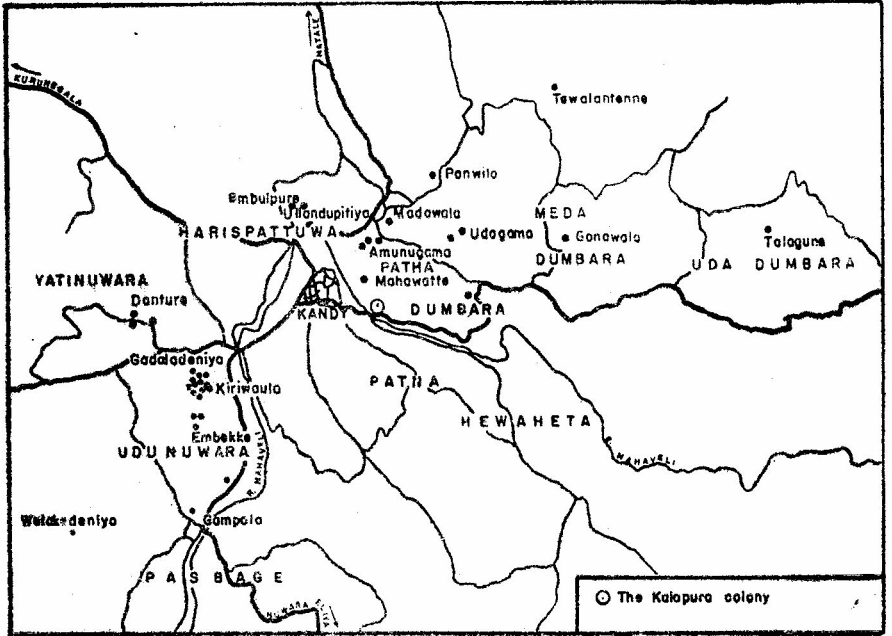 MATALE
KURUNEGALA
Tewalantenne
Panwila
Embulpure
Ullandupitiya
Madawala
MEDA
HARISPATTUWA
Udagama
Gonawala
Talagune
Amunugama
DUMBARA
UDA DUMBARA
PATHA
Mahawatte
YATINUWARA
Danture
DUMBARA
KANDY
Gadaladeniya
Kiriwaula
PATHA
HEWAHETA
Embekke
UDUNUWARA
R. MAHAVELI
R. MAHAVELI
Gampola
PASBAGE
NUWARA ELIYA
The Kalapura colony